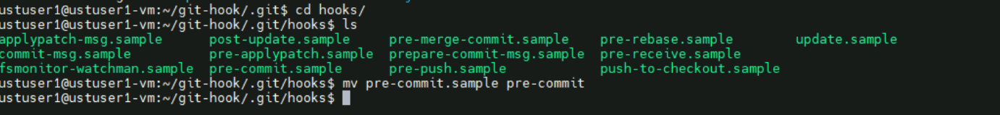 ustuser1@ustuser1-vm:~/git-hook/.git$ cd hooks/
ustuser1@ustuser1-vm:~/git-hook/.git/hooks$ ls
applypatch-msg.sample post-update.sample pre-merge-commit.sample pre-rebase.sample update.sample
commit-msg.sample pre-applypatch.sample prepare-commit-msg.sample pre-receive.sample
fsmonitor-watchman.sample pre-commit.sample pre-push.sample push-to-checkout.sample
ustuser1@ustuser1-vm:~/git-hook/.git/hooks$ mv pre-commit.sample pre-commit
ustuser1@ustuser1-vm:~/git-hook/.git/hooks$